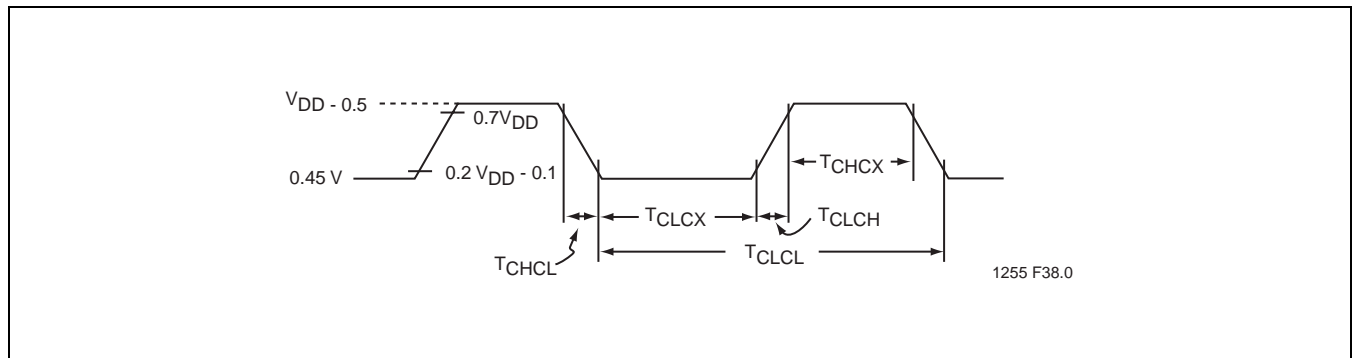 VDD - 0.5
0.7VDD
0.45 V
0.2 VDD - 0.1
TCHCX
TCLCX
TCLCH
TCHCL
TCLCL
1255 F38.0